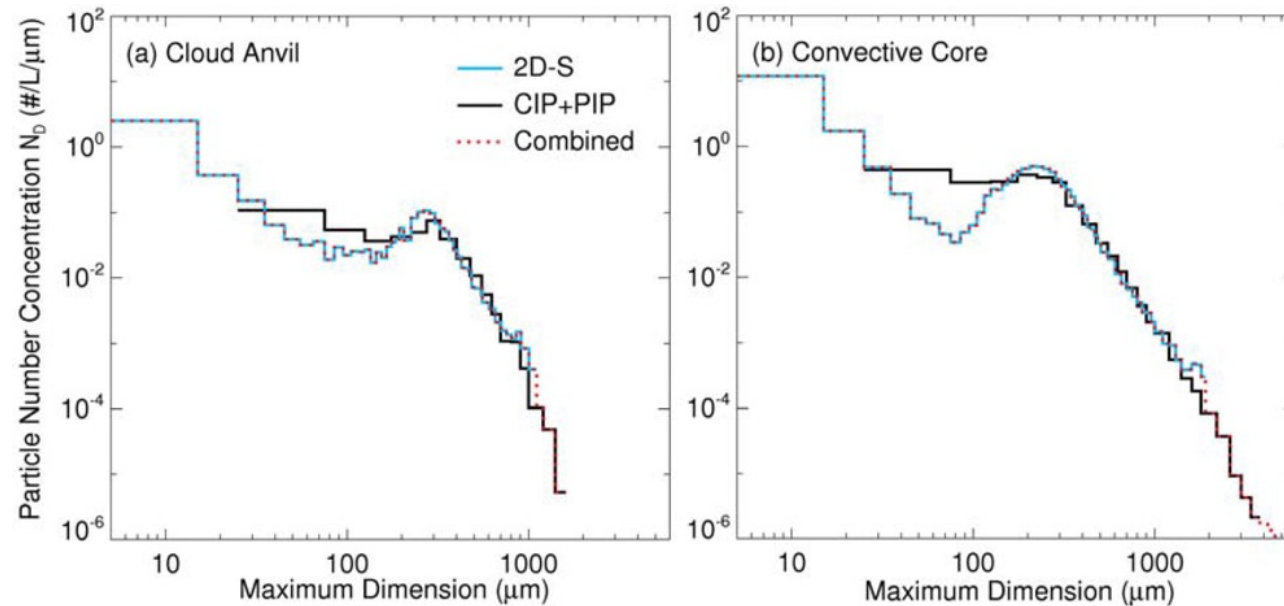 Particle Number Concentration N_D (#/L/μm)
(a) Cloud Anvil
2D-S
CIP+PIP
Combined
10^2
10^0
10^-2
10^-4
10^-6
10
100
1000
Maximum Dimension (μm)
(b) Convective Core
10^2
10^0
10^-2
10^-4
10^-6
10
100
1000
Maximum Dimension (μm)